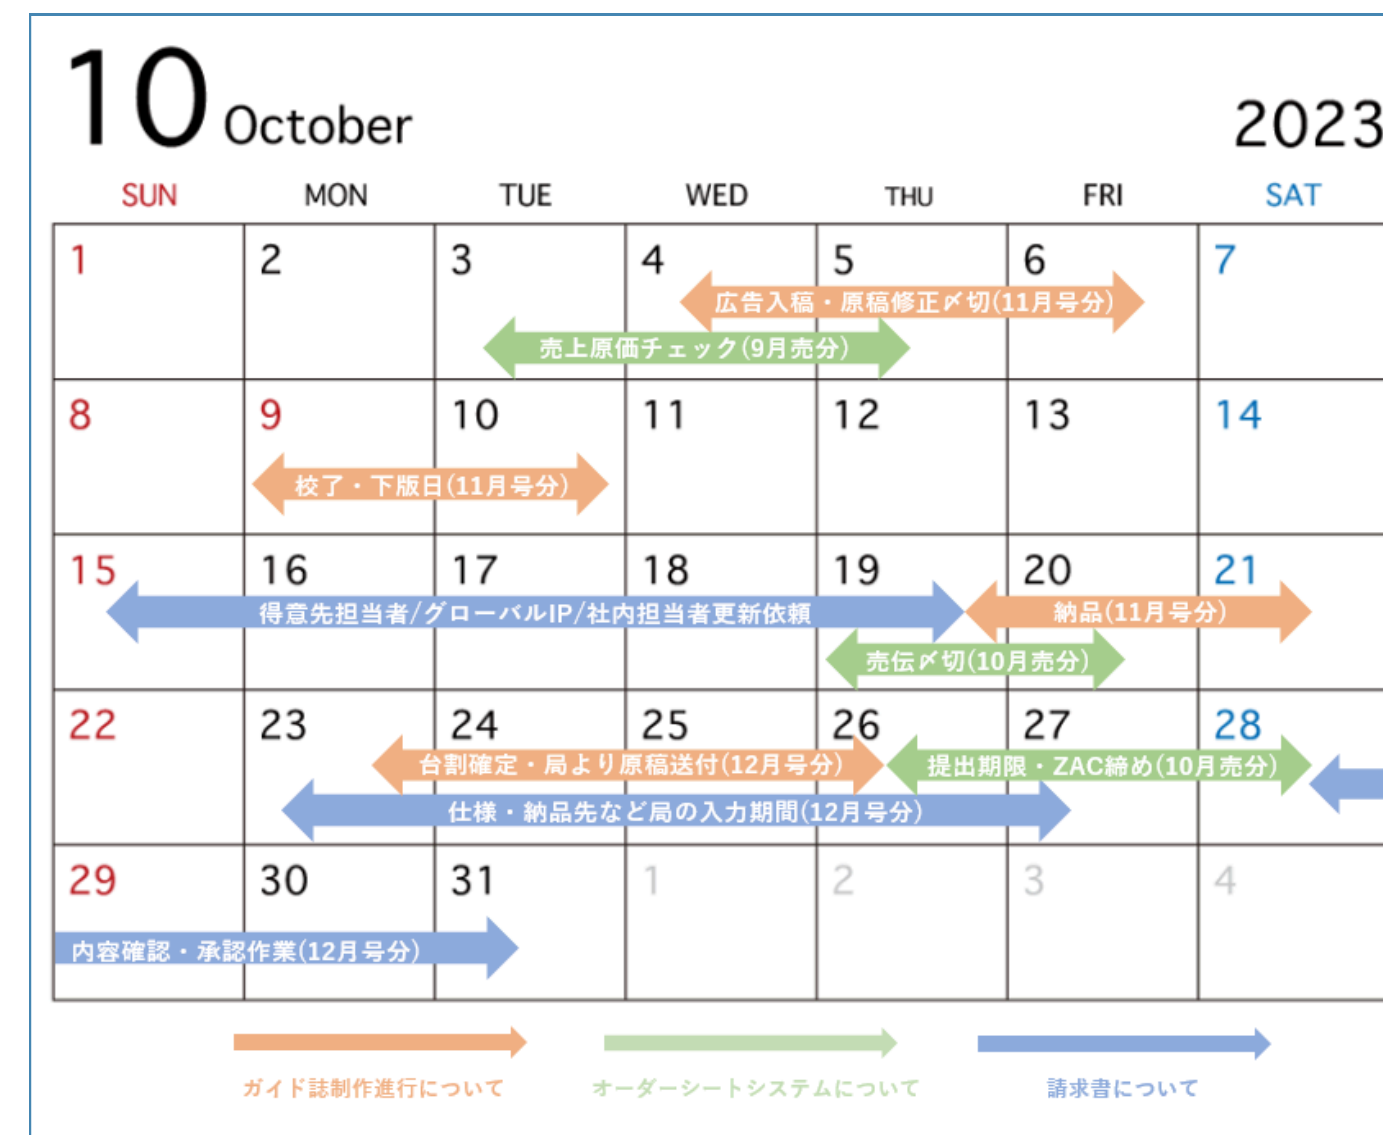 10 October 2023
SUN MON TUE WED THU FRI SAT
1 2 3 4 5 6 7
広告入稿・原稿修正〆切(11月号分)
売上原価チェック(9月売分)
8 9 10 11 12 13 14
校了・下版日(11月号分)
15 16 17 18 19 20 21
得意先担当者/グローバルIP/社内担当者更新依頼 納品(11月号分)
売伝〆切(10月売分)
22 23 24 25 26 27 28
台割確定・局より原稿送付(12月号分) 提出期限・ZAC締め(10月売分)
仕様・納品先など局の入力期間(12月号分)
29 30 31 1 2 3 4
内容確認・承認作業(12月号分)
ガイド誌制作進行について オーダーシートシステムについて 請求書について